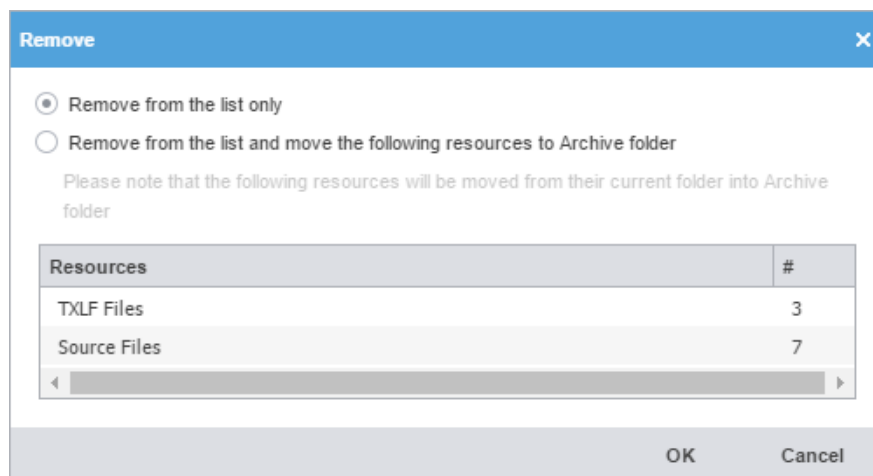 Remove
Remove from the list only
Remove from the list and move the following resources to Archive folder
Please note that the following resources will be moved from their current folder into Archive
folder
Resources #
TXLF Files 3
Source Files 7
OK Cancel